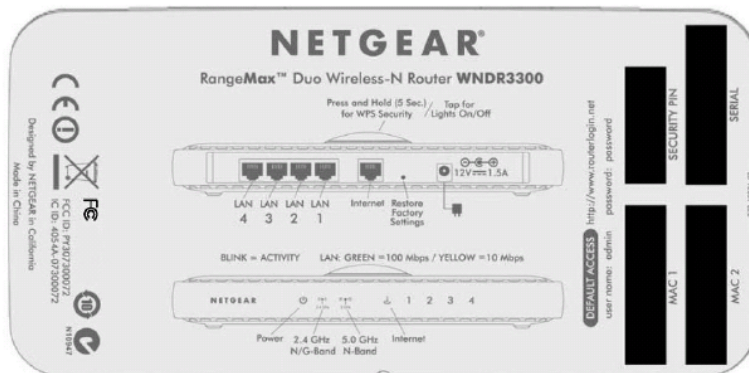 NETGEAR®
RangeMax™ Duo Wireless-N Router WNDR3300
Press and Hold (5 Sec.) / Tap for
for WPS Security / Lights On/Off
12V 1.5A
LAN 4
LAN 3
LAN 2
LAN 1
Internet
Restore
Factory
Settings
BLINK = ACTIVITY LAN: GREEN =100 Mbps / YELLOW =10 Mbps
NETGEAR
1 2 3 4
Power
2.4 GHz
N/G-Band
5.0 GHz
N-Band
Internet
CE
FC
Designed by NETGEAR in California
Made in China
FCC ID: PY307300072
IC ID: 4054A-07300072
10
N10947
DEFAULT ACCESS http://www.routerlogin.net
user name: admin password: password
SECURITY PIN
SERIAL
MAC 1
MAC 2